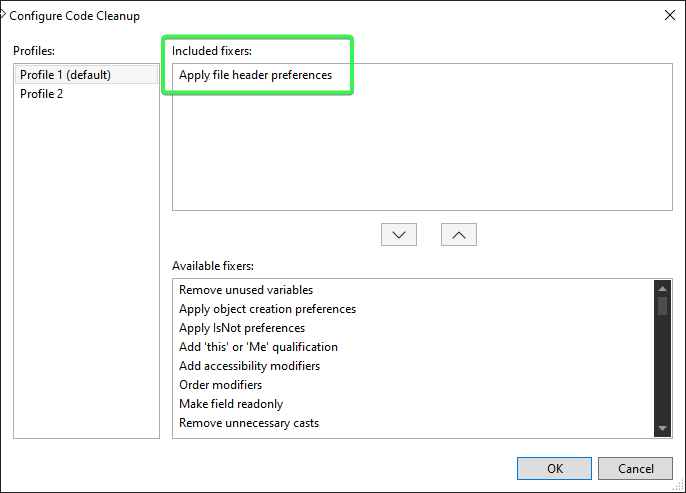 Configure Code Cleanup
Profiles:
Included fixers:
Profile 1 (default)
Profile 2
Apply file header preferences
Available fixers:
Remove unused variables
Apply object creation preferences
Apply IsNot preferences
Add 'this' or 'Me' qualification
Add accessibility modifiers
Order modifiers
Make field readonly
Remove unnecessary casts
OK
Cancel